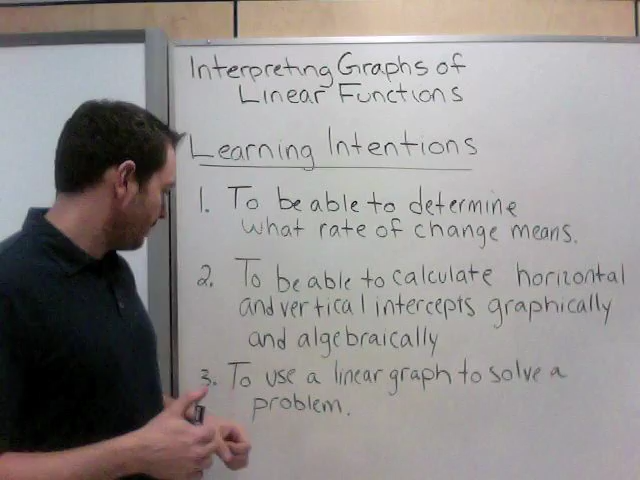 Interpreting Graphs of
Linear Functions
Learning Intentions
1. To be able to determine
what rate of change means.
2. To be able to calculate horizontal
and vertical intercepts graphically
and algebraically
3. To use a linear graph to solve a
problem.